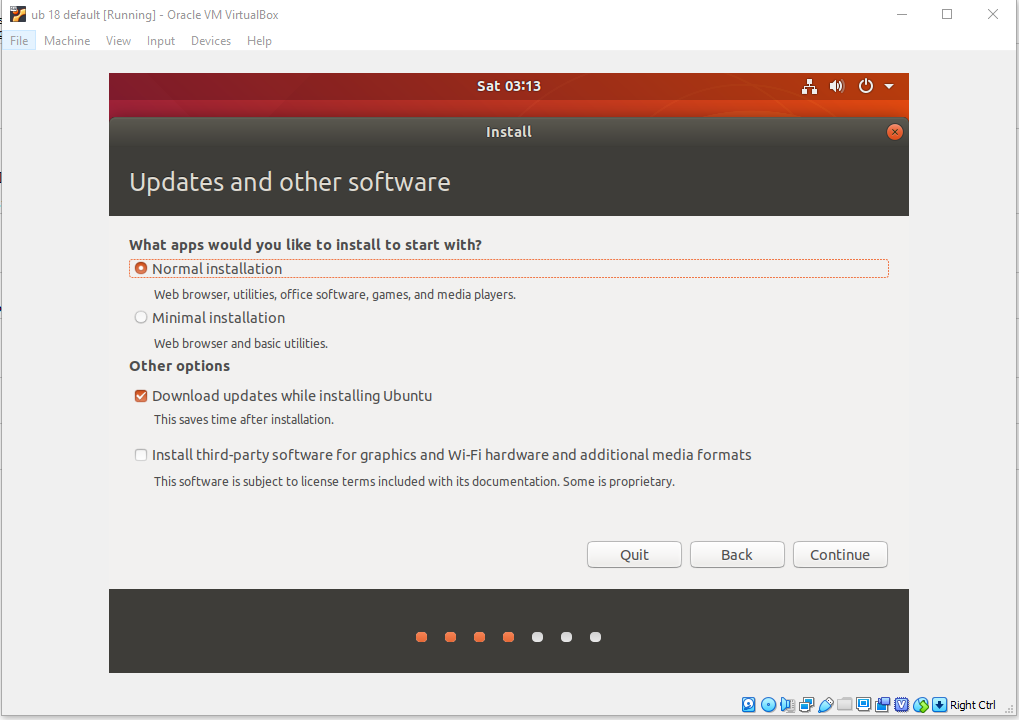 ub 18 default [Running] - Oracle VM VirtualBox
File Machine View Input Devices Help
Sat 03:13
Install
Updates and other software
What apps would you like to install to start with?
Normal installation
Web browser, utilities, office software, games, and media players.
Minimal installation
Web browser and basic utilities.
Other options
Download updates while installing Ubuntu
This saves time after installation.
Install third-party software for graphics and Wi-Fi hardware and additional media formats
This software is subject to license terms included with its documentation. Some is proprietary.
Quit Back Continue
Right Ctrl